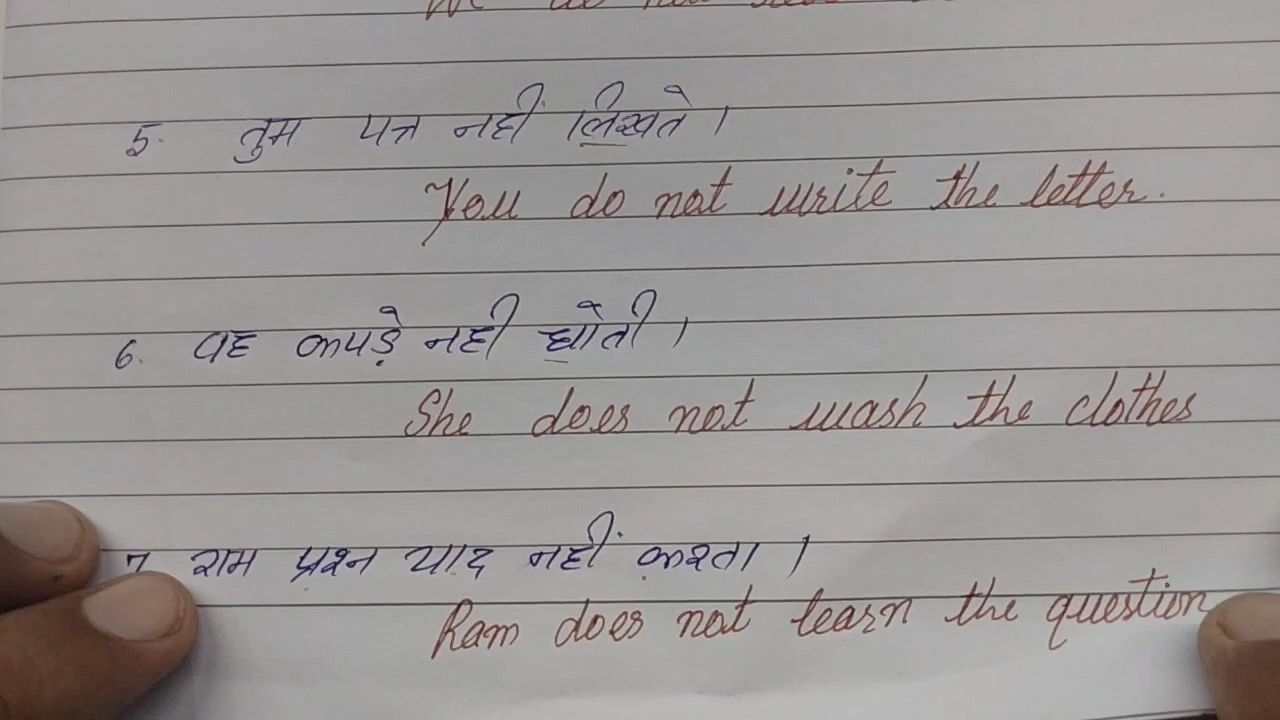 5. तुम पत्र नहीं लिखते।
You do not write the letter.
6. वह कपड़े नही धोती।
She does not wash the clothes
7 राम प्रश्न याद नहीं करता।
Ram does not learn the question